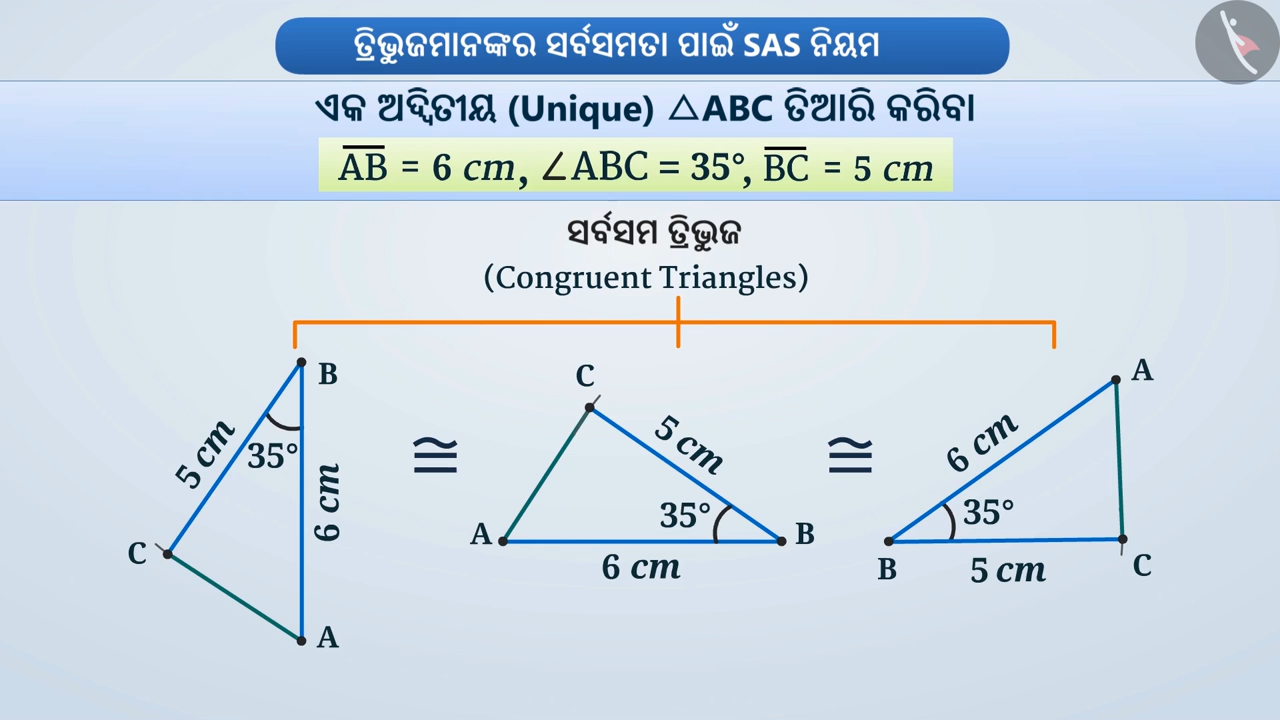 ତ୍ରିଭୁଜମାନଙ୍କର ସର୍ବସମତା ପାଇଁ SAS ନିୟମ
ଏକ ଅଦ୍ୱିତୀୟ (Unique) △ABC ତିଆରି କରିବା
A̅B̅ = 6 cm, ∠ABC = 35°, B̅C̅ = 5 cm
ସର୍ବସମ ତ୍ରିଭୁଜ
(Congruent Triangles)
B
5 cm
35°
6 cm
C
A
≅
C
5 cm
35°
A
B
6 cm
≅
A
6 cm
35°
B
5 cm
C